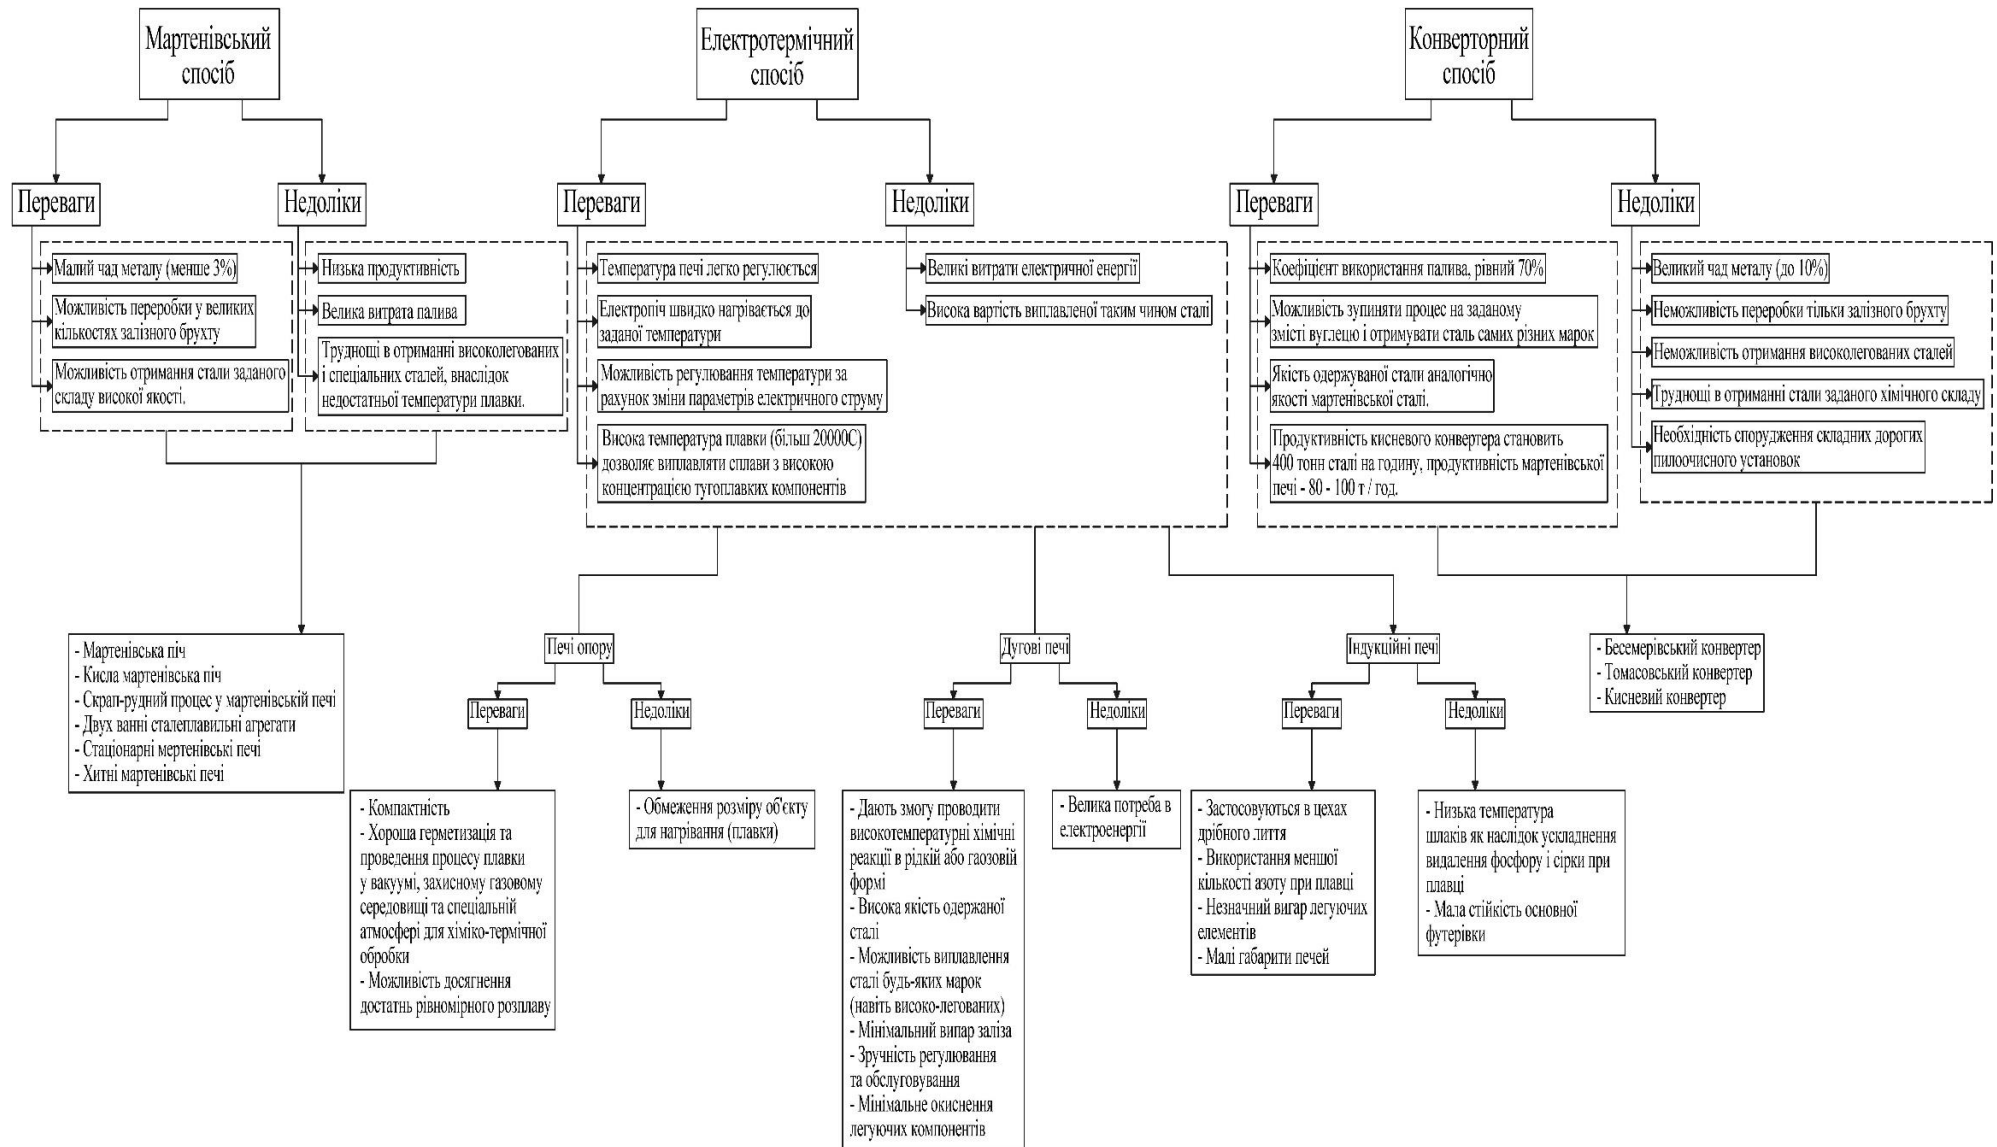 Мартенівський
спосіб
Переваги
Малий чад металу (менше 3%)
Можливість переробки у великих
кількостях залізного брухту
Можливість отримання стали заданого
складу високої якості.
Недоліки
Низька продуктивність
Велика витрата палива
Труднощі в отриманні високолегованих
і спеціальних сталей, внаслідок
недостатньої температури плавки.
- Мартенівська піч
- Кисла мартенівська піч
- Скрап-рудний процес у мартенівській печі
- Двух ванні сталеплавильні агрегати
- Стаціонарні мертенівські печі
- Хитні мартенівські печі
Електротермічний
спосіб
Переваги
Температура печі легко регулюється
Електропіч швидко нагрівається до
заданої температури
Можливість регулювання температури за
рахунок зміни параметрів електричного струму
Висока температура плавки (більш 20000С)
дозволяє виплавляти сплави з високою
концентрацією тугоплавких компонентів
Недоліки
Великі витрати електричної енергії
Висока вартість виплавленої таким чином сталі
Печі опору
Переваги
- Компактність
- Хороша герметизація та
проведення процесу плавки
у вакуумі, захисному газовому
середовищі та спеціальній
атмосфері для хіміко-термічної
обробки
- Можливість досягнення
достатнь рівномірного розплаву
Недоліки
- Обмеження розміру об'єкту
для нагрівання (плавки)
Дугові печі
Переваги
- Дають змогу проводити
високотемпературні хімічні
реакції в рідкій або гаозовій
формі
- Висока якість одержаної
сталі
- Можливість виплавлення
сталі будь-яких марок
(навіть високо-легованих)
- Мінімальний випар заліза
- Зручність регулювання
та обслуговування
- Мінімальне окиснення
легуючих компонентів
Недоліки
- Велика потреба в
електроенергії
Індукційні печі
Переваги
- Застосовуються в цехах
дрібного лиття
- Використання меншої
кількості азоту при плавці
- Незначний вигар легуючих
елементів
- Малі габарити печей
Недоліки
- Низька температура
шлаків як наслідок ускладнення
видалення фосфору і сірки при
плавці
- Мала стійкість основної
футерівки
Конверторний
спосіб
Переваги
Коефіцієнт використання палива, рівний 70%
Можливість зупиняти процес на заданому
змісті вуглецю і отримувати сталь самих різних марок
Якість одержуваної стали аналогічно
якості мартенівської сталі.
Продуктивність кисневого конвертера становить
400 тонн сталі на годину, продуктивність мартенівської
печі - 80 - 100 т / год.
Недоліки
Великий чад металу (до 10%)
Неможливість переробки тільки залізного брухту
Неможливість отримання високолегованих сталей
Труднощі в отриманні стали заданого хімічного складу
Необхідність спорудження складних дорогих
пилоочисного установок
- Бесемерівський конвертер
- Томасовський конвертер
- Кисневий конвертер